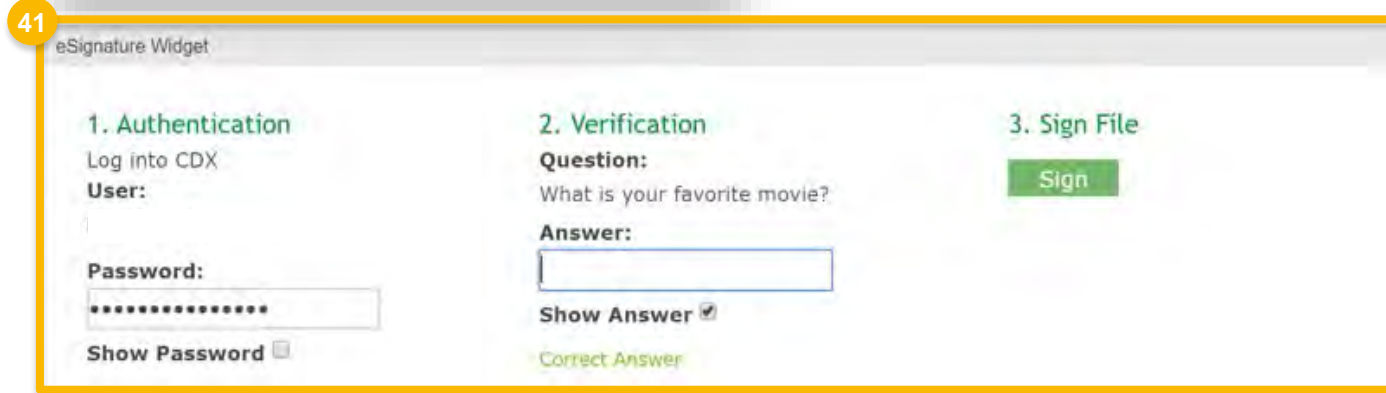 41
eSignature Widget
1. Authentication
Log into CDX
User:
Password:
•••••••••••••••
Show Password
2. Verification
Question:
What is your favorite movie?
Answer:
Show Answer
Correct Answer
3. Sign File
Sign